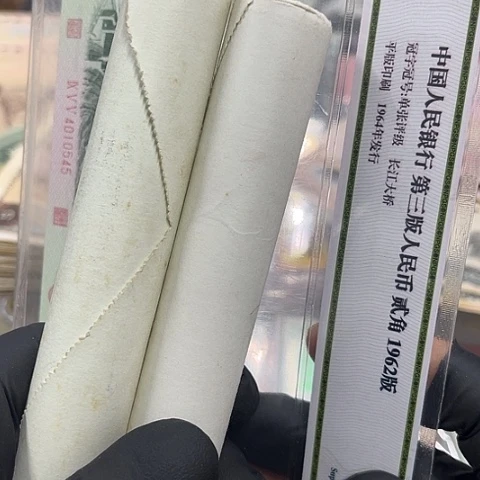 中国人民银行 第三版人民币 贰角 1962版
冠字冠号:单张评级 长江大桥
平版印刷 1964年发行
KVV4010545
Sup